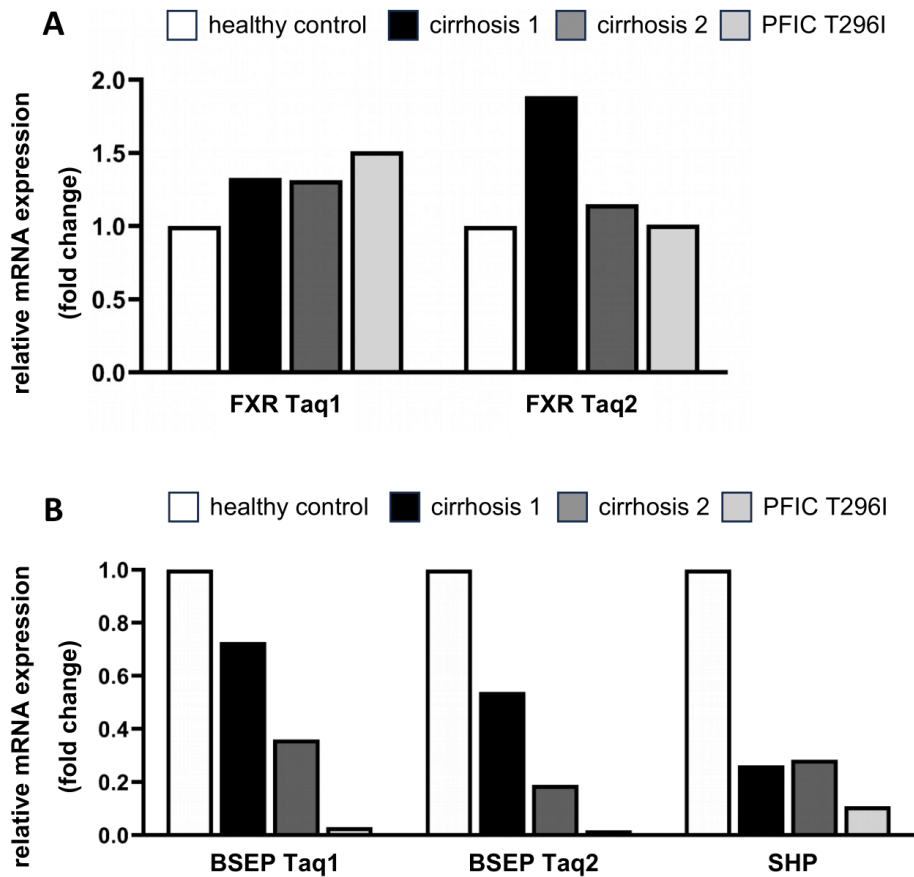 A
healthy control cirrhosis 1 cirrhosis 2 PFIC T296I
relative mRNA expression
(fold change)
2.0
1.5
1.0
0.5
0.0
FXR Taq1 FXR Taq2
B
healthy control cirrhosis 1 cirrhosis 2 PFIC T296I
relative mRNA expression
(fold change)
1.0
0.8
0.6
0.4
0.2
0.0
BSEP Taq1 BSEP Taq2 SHP